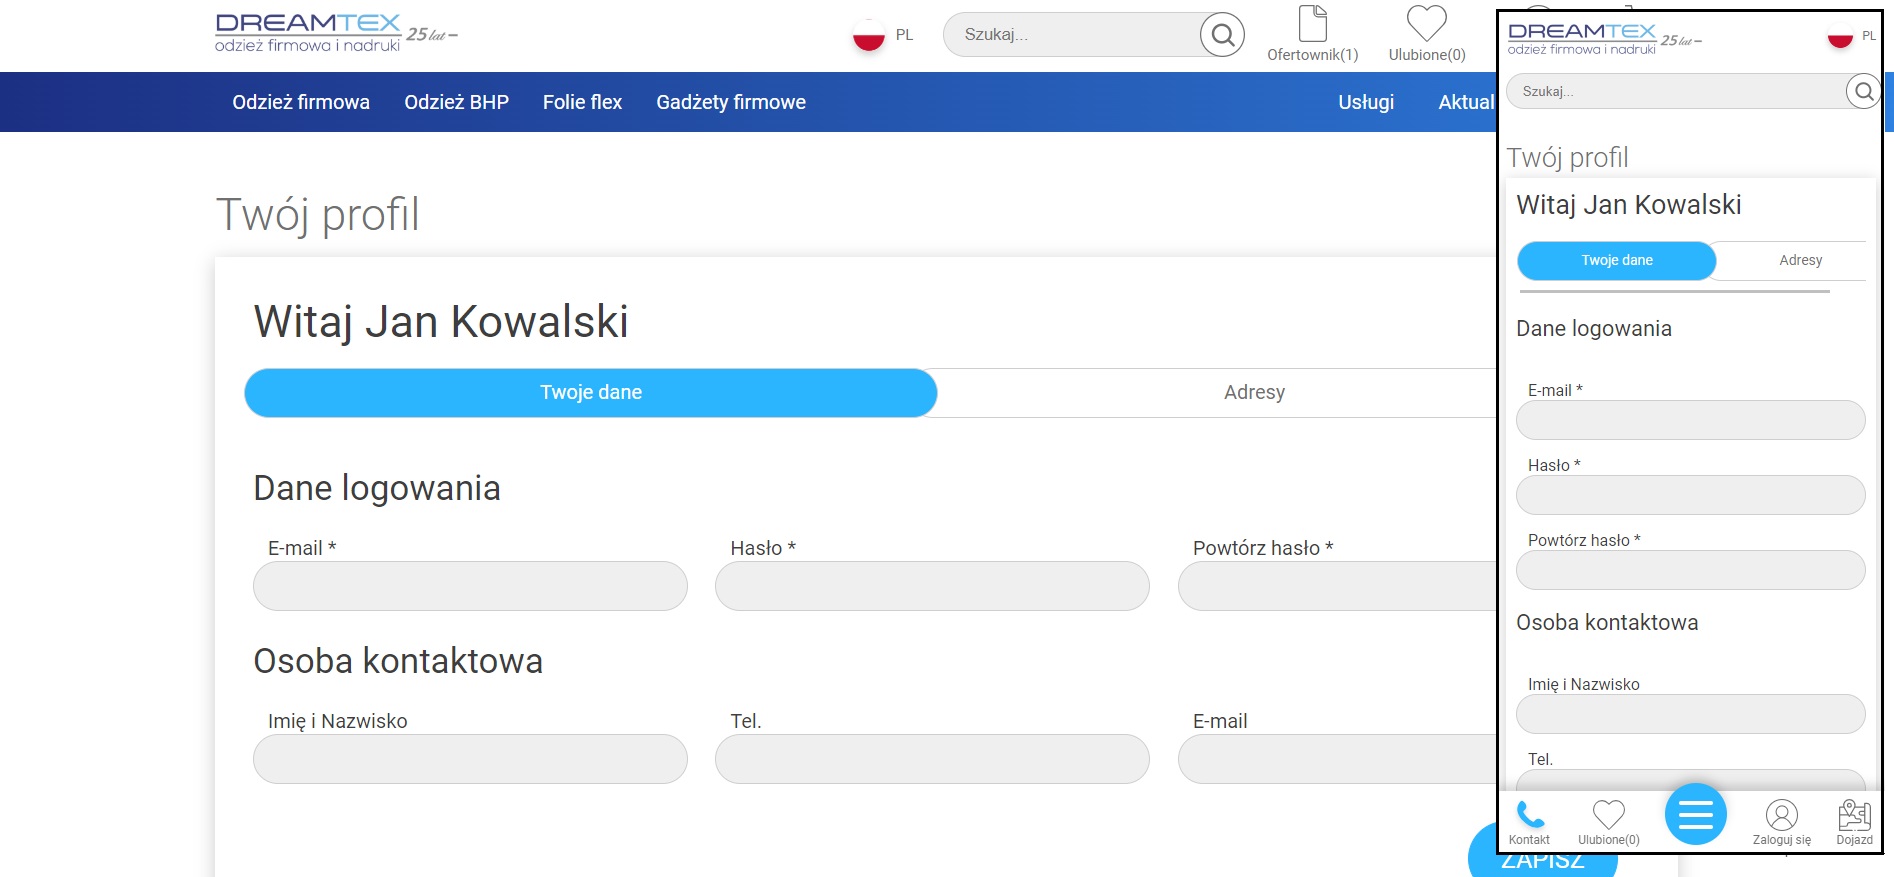 DREAMTEX
odzież firmowa i nadruki
25 lat
PL
Szukaj...
Ofertownik(1)
Ulubione(0)
Odzież firmowa
Odzież BHP
Folie flex
Gadżety firmowe
Usługi
Aktual
Twój profil
Witaj Jan Kowalski
Twoje dane
Adresy
Dane logowania
E-mail *
Hasło *
Powtórz hasło *
Osoba kontaktowa
Imię i Nazwisko
Tel.
E-mail
ZAPISZ
DREAMTEX
odzież firmowa i nadruki
25 lat
PL
Szukaj...
Twój profil
Witaj Jan Kowalski
Twoje dane
Adresy
Dane logowania
E-mail *
Hasło *
Powtórz hasło *
Osoba kontaktowa
Imię i Nazwisko
Tel.
Kontakt
Ulubione(0)
Zaloguj się
Dojazd